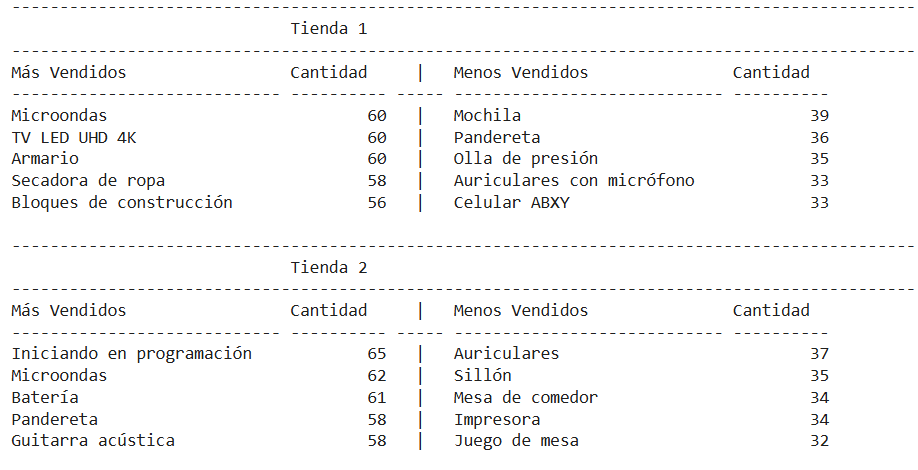 -----------------------------------------------------------------------------------------------
Tienda 1
-----------------------------------------------------------------------------------------------
Más Vendidos Cantidad | Menos Vendidos Cantidad
---------------------------- ---------- ----- ---------------------------- ----------
Microondas 60 | Mochila 39
TV LED UHD 4K 60 | Pandereta 36
Armario 60 | Olla de presión 35
Secadora de ropa 58 | Auriculares con micrófono 33
Bloques de construcción 56 | Celular ABXY 33
-----------------------------------------------------------------------------------------------
Tienda 2
-----------------------------------------------------------------------------------------------
Más Vendidos Cantidad | Menos Vendidos Cantidad
---------------------------- ---------- ----- ---------------------------- ----------
Iniciando en programación 65 | Auriculares 37
Microondas 62 | Sillón 35
Batería 61 | Mesa de comedor 34
Pandereta 58 | Impresora 34
Guitarra acústica 58 | Juego de mesa 32